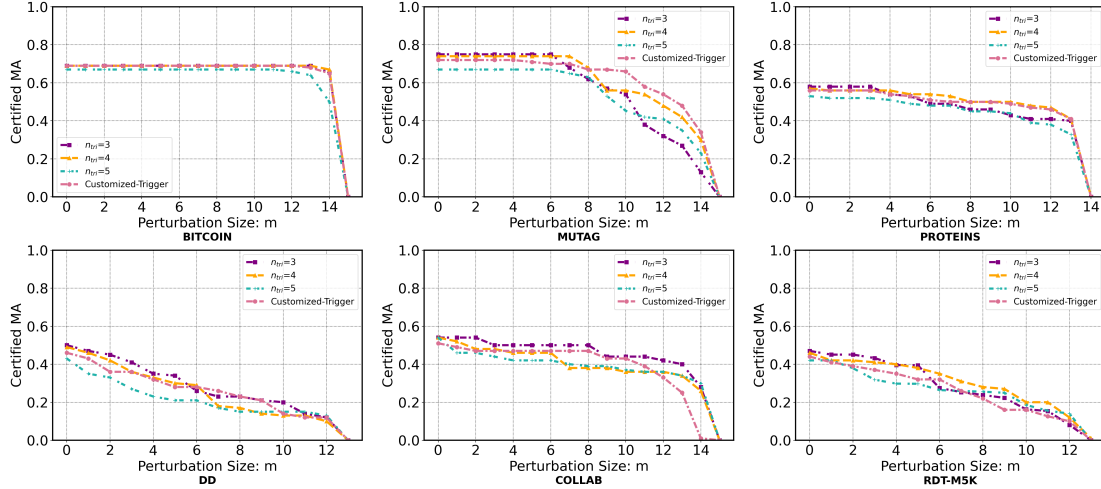 1.0
0.8
0.6
0.4
0.2
0.0
Certified MA
n_tri=3
n_tri=4
n_tri=5
Customized-Trigger
0 2 4 6 8 10 12 14
Perturbation Size: m
BITCOIN
1.0
0.8
0.6
0.4
0.2
0.0
Certified MA
n_tri=3
n_tri=4
n_tri=5
Customized-Trigger
0 2 4 6 8 10 12 14
Perturbation Size: m
MUTAG
1.0
0.8
0.6
0.4
0.2
0.0
Certified MA
n_tri=3
n_tri=4
n_tri=5
Customized-Trigger
0 2 4 6 8 10 12 14
Perturbation Size: m
PROTEINS
1.0
0.8
0.6
0.4
0.2
0.0
Certified MA
n_tri=3
n_tri=4
n_tri=5
Customized-Trigger
0 2 4 6 8 10 12
Perturbation Size: m
DD
1.0
0.8
0.6
0.4
0.2
0.0
Certified MA
n_tri=3
n_tri=4
n_tri=5
Customized-Trigger
0 2 4 6 8 10 12 14
Perturbation Size: m
COLLAB
1.0
0.8
0.6
0.4
0.2
0.0
Certified MA
n_tri=3
n_tri=4
n_tri=5
Customized-Trigger
0 2 4 6 8 10 12
Perturbation Size: m
RDT-M5K